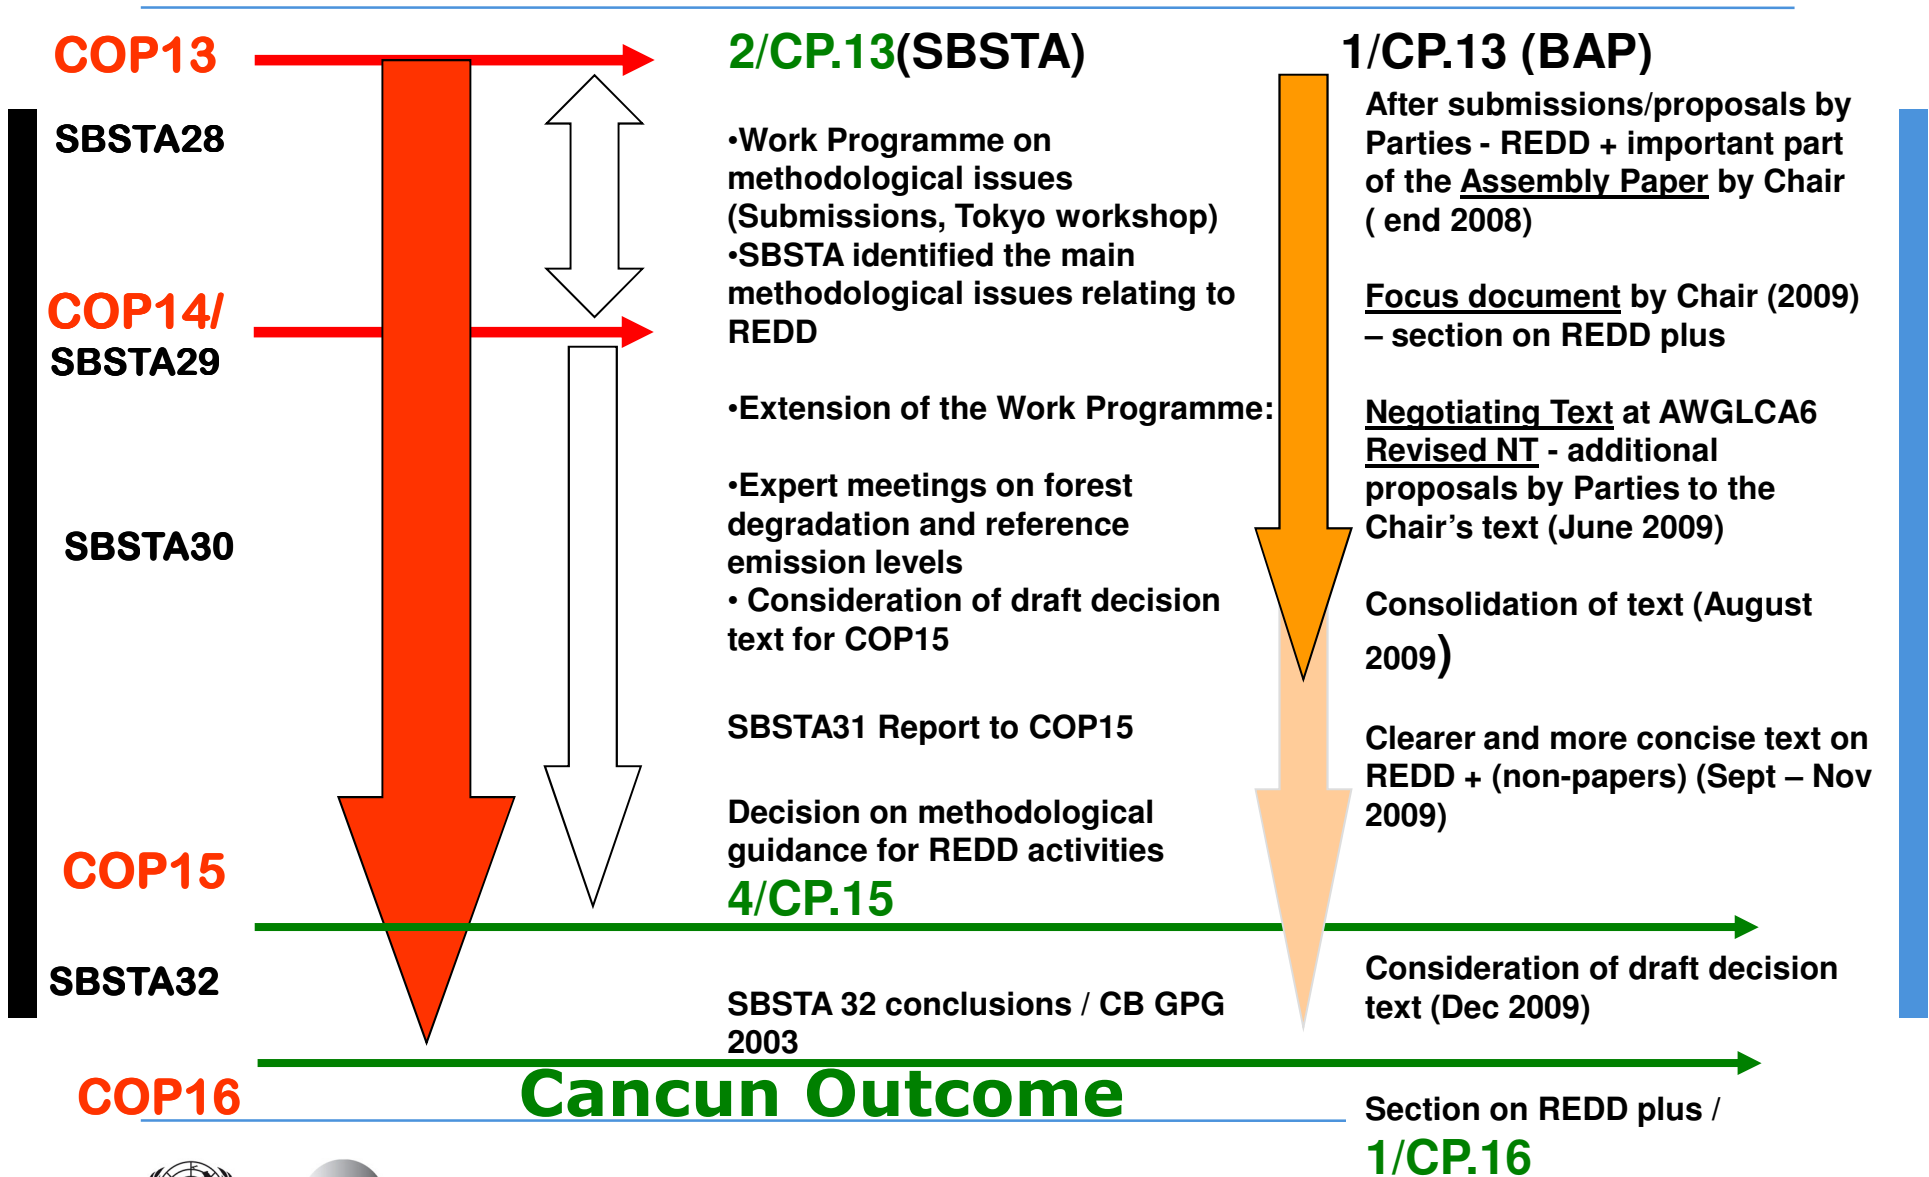 COP13
SBSTA28
COP14/
SBSTA29
SBSTA30
COP15
SBSTA32
COP16
2/CP.13(SBSTA)
•Work Programme on
methodological issues
(Submissions, Tokyo workshop)
•SBSTA identified the main
methodological issues relating to
REDD
•Extension of the Work Programme:
•Expert meetings on forest
degradation and reference
emission levels
• Consideration of draft decision
text for COP15
SBSTA31 Report to COP15
Decision on methodological
guidance for REDD activities
4/CP.15
SBSTA 32 conclusions / CB GPG
2003
Cancun Outcome
1/CP.13 (BAP)
After submissions/proposals by
Parties - REDD + important part
of the Assembly Paper by Chair
( end 2008)
Focus document by Chair (2009)
– section on REDD plus
Negotiating Text at AWGLCA6
Revised NT - additional
proposals by Parties to the
Chair’s text (June 2009)
Consolidation of text (August
2009)
Clearer and more concise text on
REDD + (non-papers) (Sept – Nov
2009)
Consideration of draft decision
text (Dec 2009)
Section on REDD plus /
1/CP.16